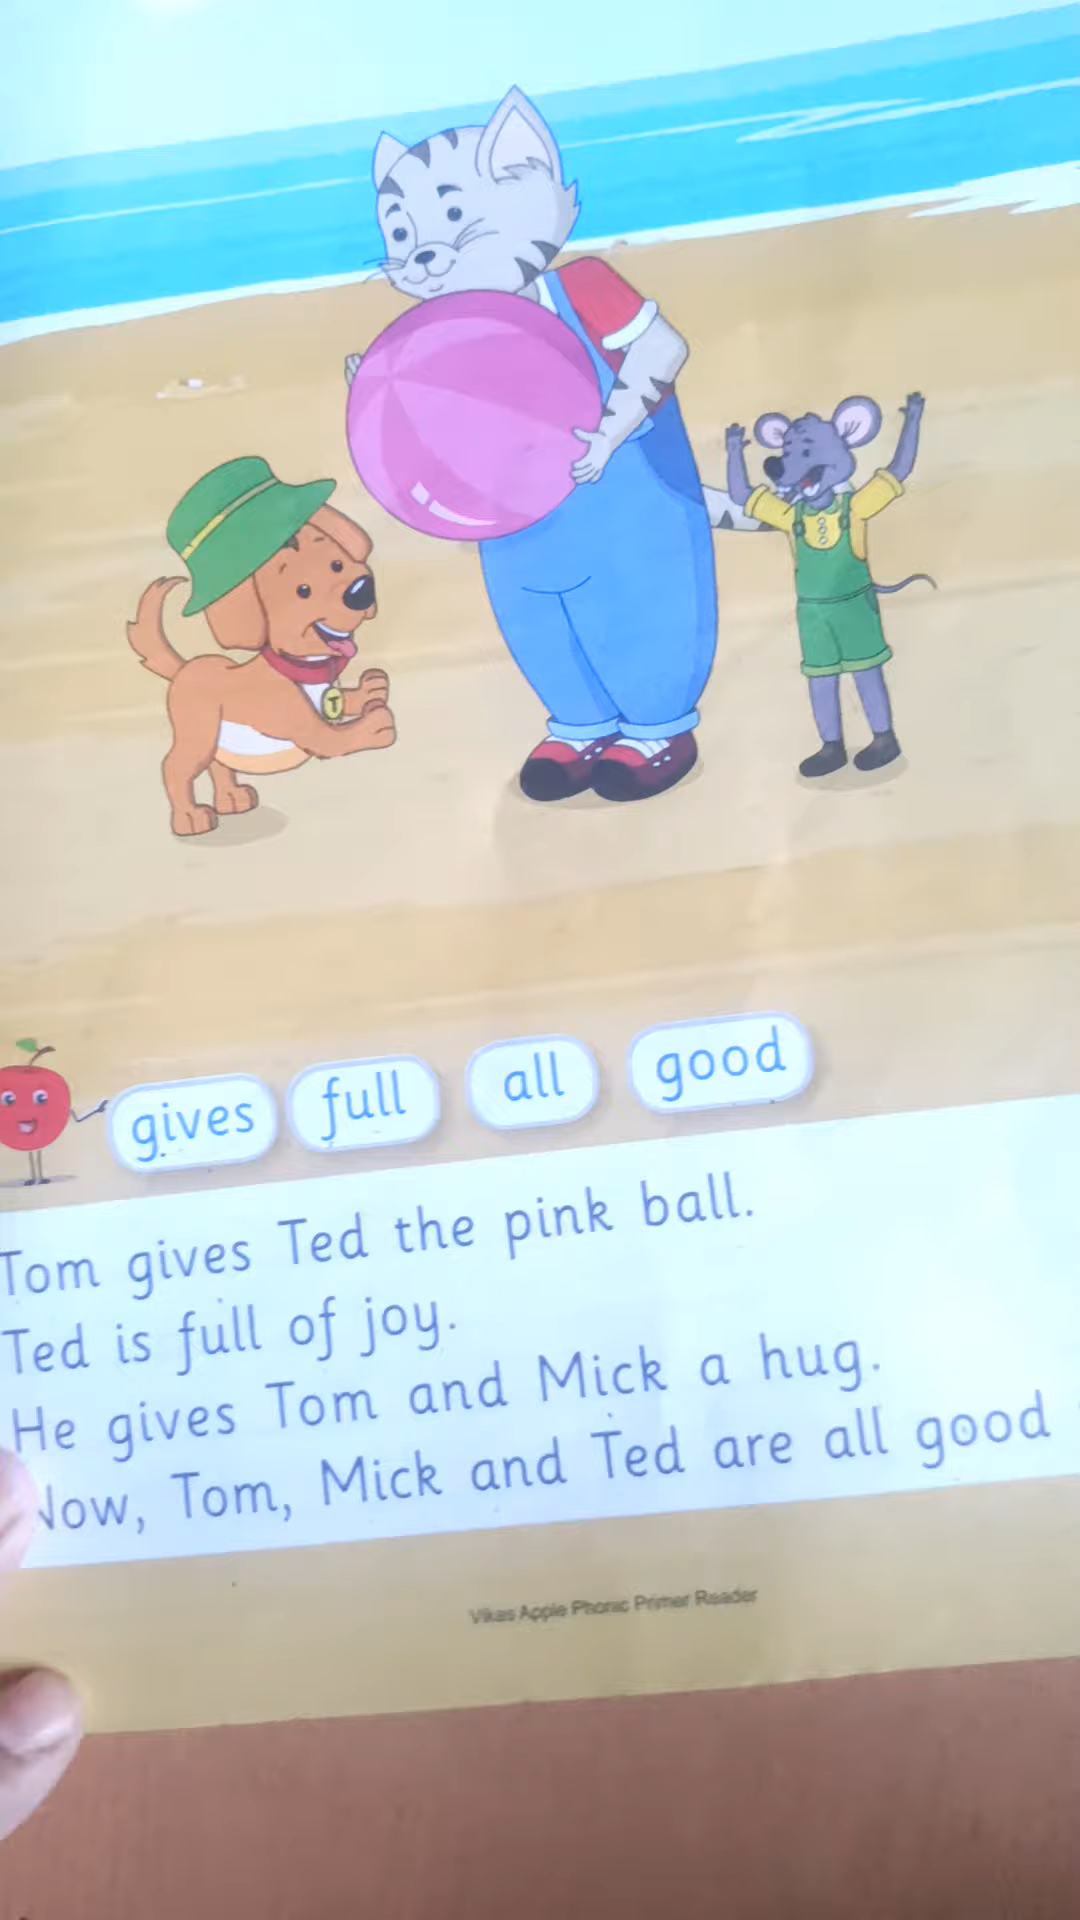 T
gives full all good
Tom gives Ted the pink ball.
Ted is full of joy.
He gives Tom and Mick a hug.
Now, Tom, Mick and Ted are all good
Vikas Apple Phonic Primer Reader